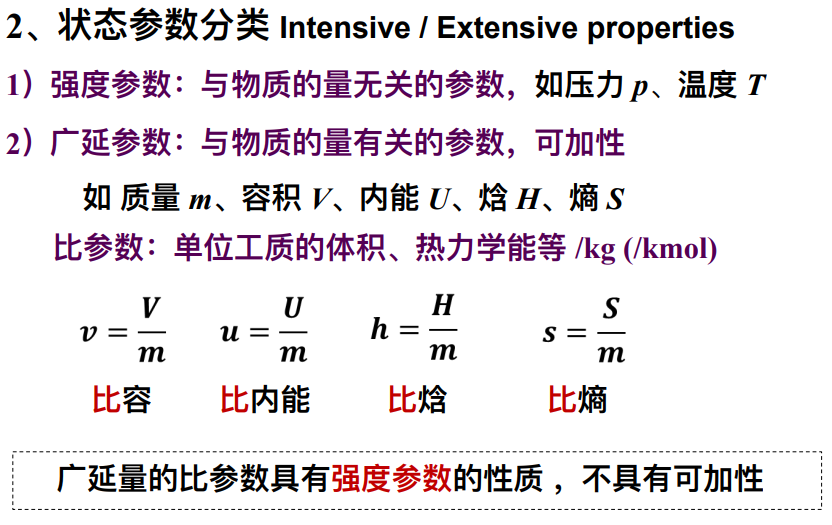 2、状态参数分类 Intensive / Extensive properties
1）强度参数：与物质的量无关的参数，如压力 p、温度 T
2）广延参数：与物质的量有关的参数，可加性
如 质量 m、容积 V、内能 U、焓 H、熵 S
比参数：单位工质的体积、热力学能等 /kg (/kmol)
v = V/m u = U/m h = H/m s = S/m
比容 比内能 比焓 比熵
广延量的比参数具有强度参数的性质 ，不具有可加性